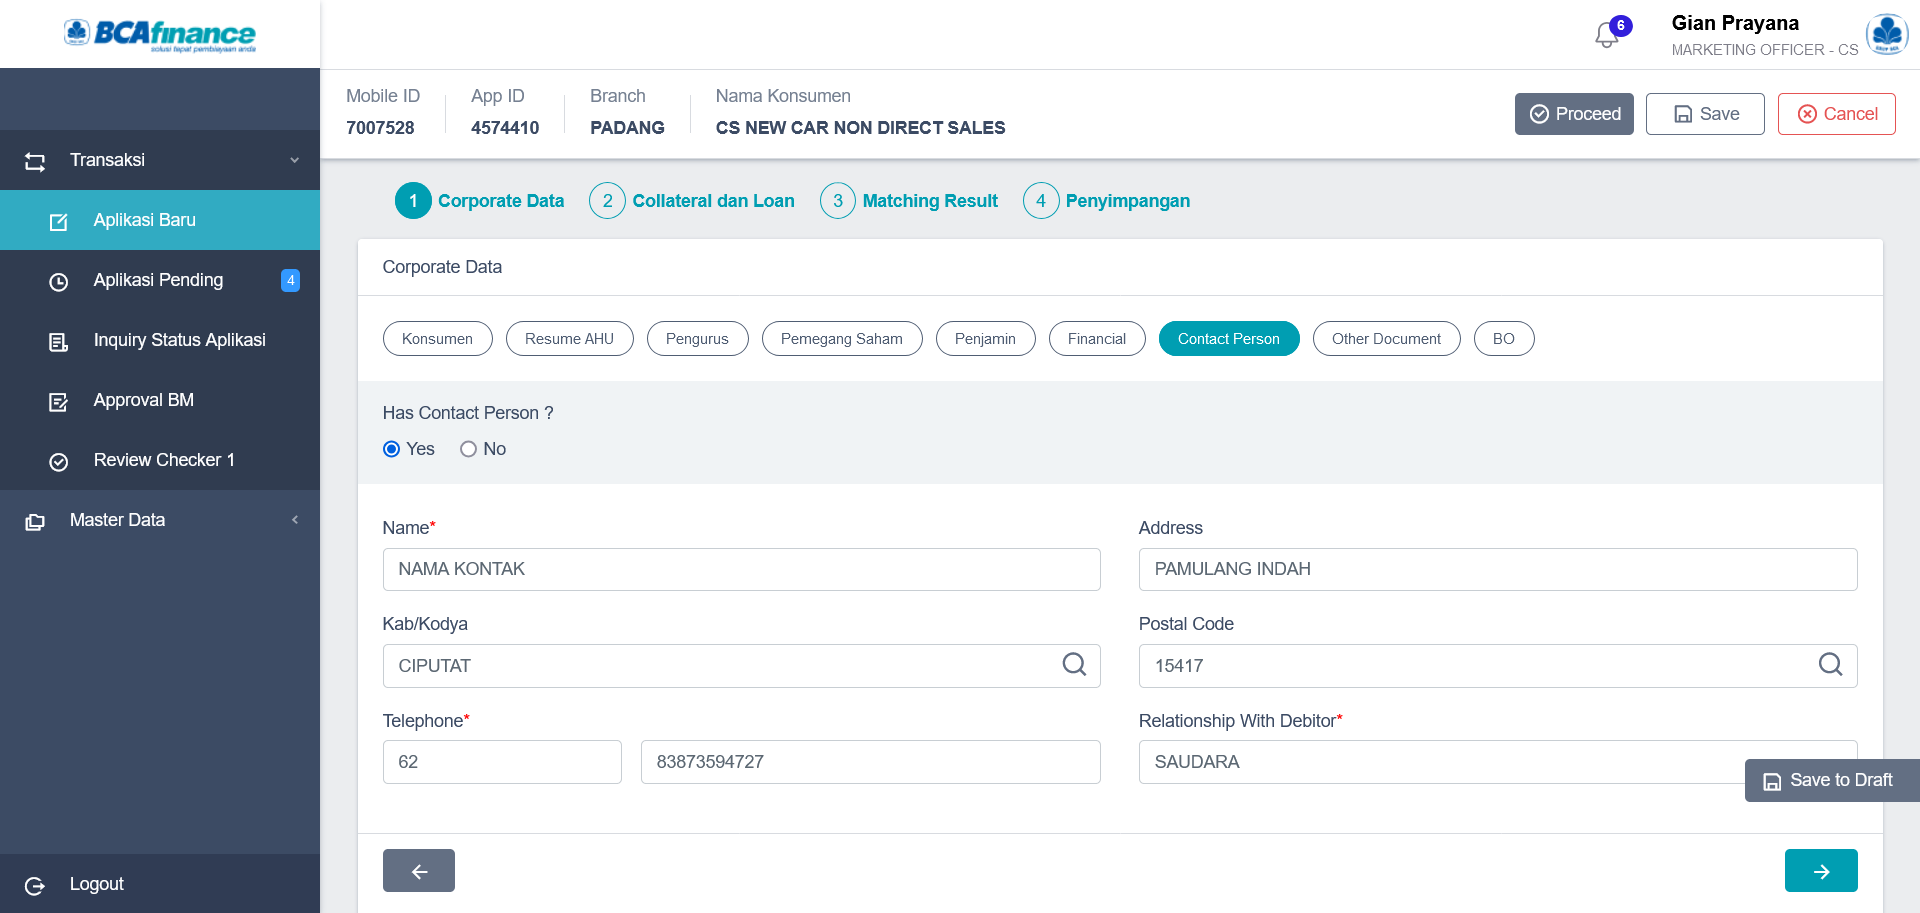 BCAfinance
solusi tepat pembiayaan anda
6
Gian Prayana
MARKETING OFFICER - CS
Mobile ID
7007528
App ID
4574410
Branch
PADANG
Nama Konsumen
CS NEW CAR NON DIRECT SALES
Proceed
Save
Cancel
Transaksi
Aplikasi Baru
Aplikasi Pending
4
Inquiry Status Aplikasi
Approval BM
Review Checker 1
Master Data
Logout
1 Corporate Data
2 Collateral dan Loan
3 Matching Result
4 Penyimpangan
Corporate Data
Konsumen
Resume AHU
Pengurus
Pemegang Saham
Penjamin
Financial
Contact Person
Other Document
BO
Has Contact Person ?
Yes
No
Name*
NAMA KONTAK
Address
PAMULANG INDAH
Kab/Kodya
CIPUTAT
Postal Code
15417
Telephone*
62
83873594727
Relationship With Debitor*
SAUDARA
Save to Draft